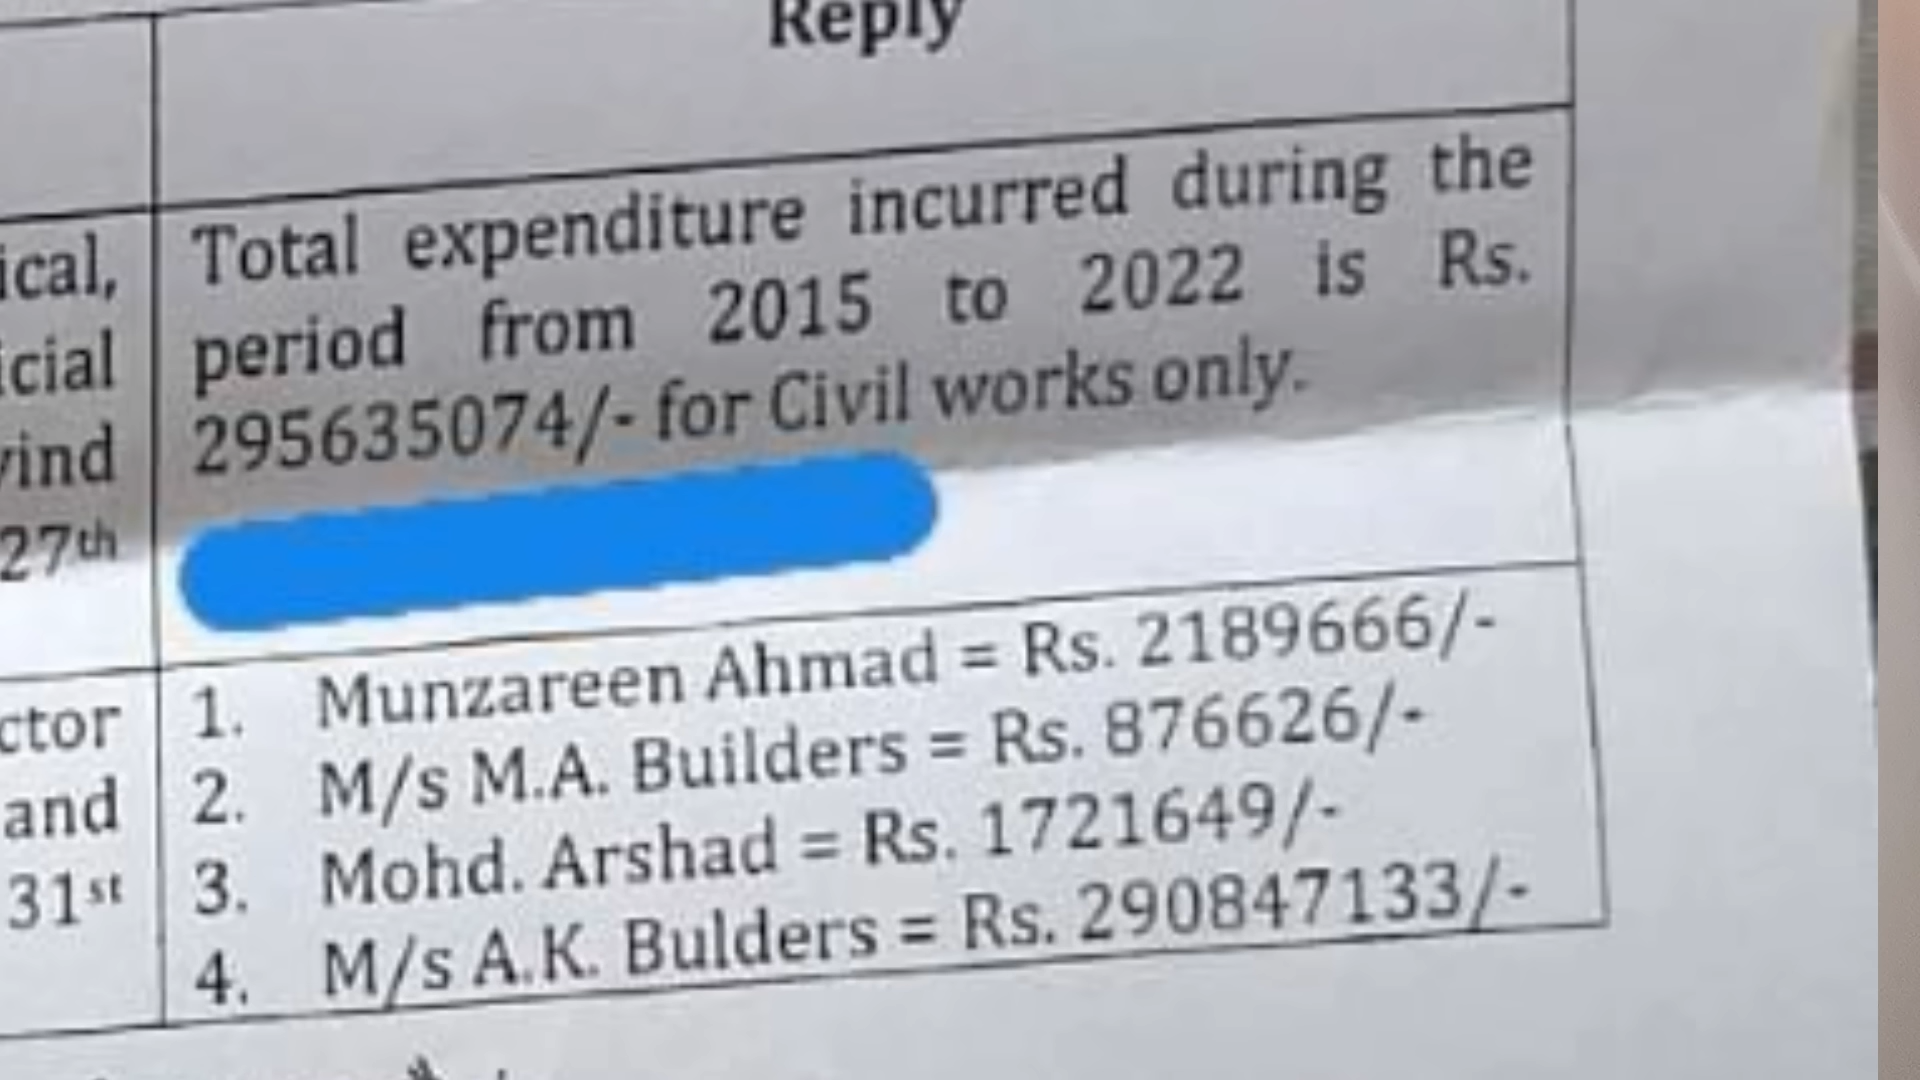 Reply
ical,
icial
vind
27th
Total expenditure incurred during the
period from 2015 to 2022 is Rs.
295635074/- for Civil works only.
ctor
and
31st
1. Munzareen Ahmad = Rs. 2189666/-
2. M/s M.A. Builders = Rs. 876626/-
3. Mohd. Arshad = Rs. 1721649/-
4. M/s A.K. Bulders = Rs. 290847133/-